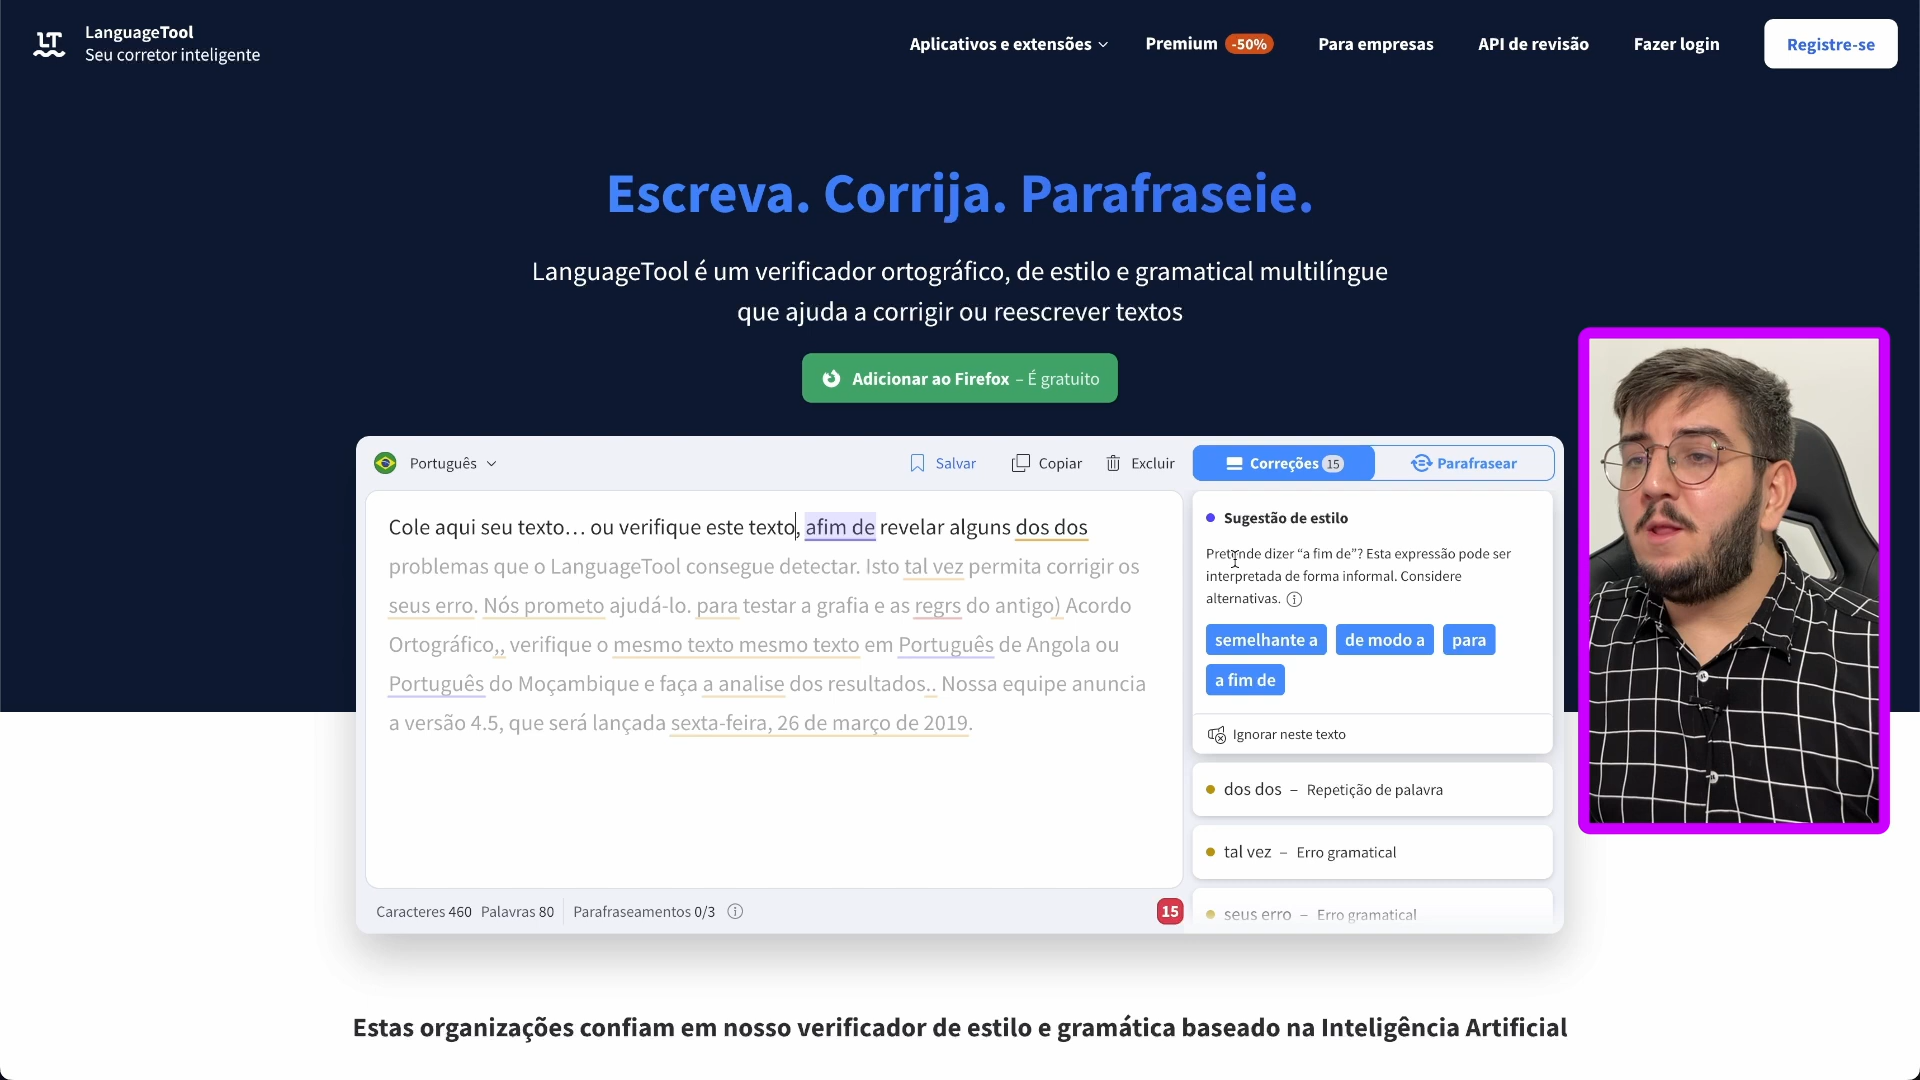 LanguageTool
Seu corretor inteligente
Aplicativos e extensões
Premium -50%
Para empresas
API de revisão
Fazer login
Registre-se
Escreva. Corrija. Parafraseie.
LanguageTool é um verificador ortográfico, de estilo e gramatical multilíngue
que ajuda a corrigir ou reescrever textos
Adicionar ao Firefox – É gratuito
Português
Salvar
Copiar
Excluir
Correções 15
Parafrasear
Cole aqui seu texto… ou verifique este texto, afim de revelar alguns dos dos
problemas que o LanguageTool consegue detectar. Isto tal vez permita corrigir os
seus erro. Nós prometo ajudá-lo. para testar a grafia e as regrs do antigo) Acordo
Ortográfico,, verifique o mesmo texto mesmo texto em Português de Angola ou
Português do Moçambique e faça a analise dos resultados.. Nossa equipe anuncia
a versão 4.5, que será lançada sexta-feira, 26 de março de 2019.
Sugestão de estilo
Pretende dizer “a fim de”? Esta expressão pode ser
interpretada de forma informal. Considere
alternativas.
semelhante a
de modo a
para
a fim de
Ignorar neste texto
dos dos – Repetição de palavra
tal vez – Erro gramatical
seus erro – Erro gramatical
Caracteres 460 Palavras 80 Parafraseamentos 0/3
15
Estas organizações confiam em nosso verificador de estilo e gramática baseado na Inteligência Artificial